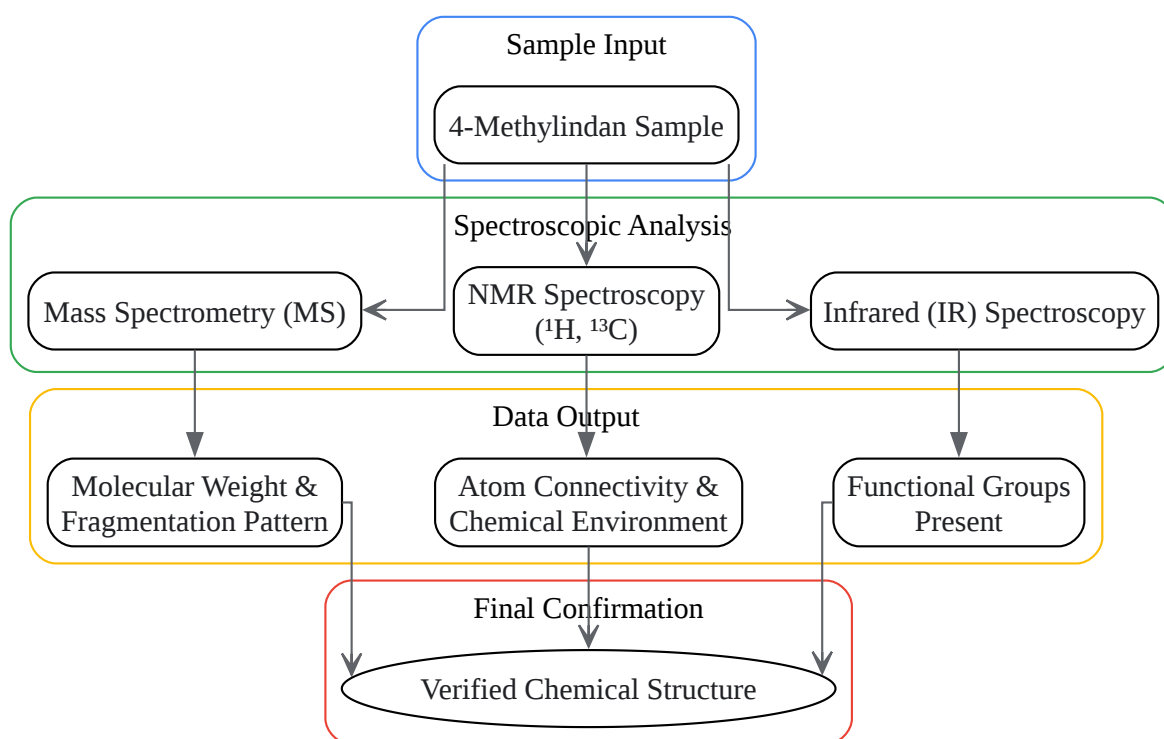 Sample Input
4-Methylindan Sample
Spectroscopic Analysis
Mass Spectrometry (MS)
NMR Spectroscopy
(¹H, ¹³C)
Infrared (IR) Spectroscopy
Data Output
Molecular Weight &
Fragmentation Pattern
Atom Connectivity &
Chemical Environment
Functional Groups
Present
Final Confirmation
Verified Chemical Structure